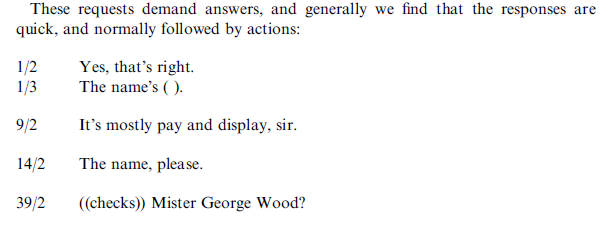 These requests demand answers, and generally we find that the responses are
quick, and normally followed by actions:
1/2 Yes, that's right.
1/3 The name's ( ).
9/2 It's mostly pay and display, sir.
14/2 The name, please.
39/2 ((checks)) Mister George Wood?